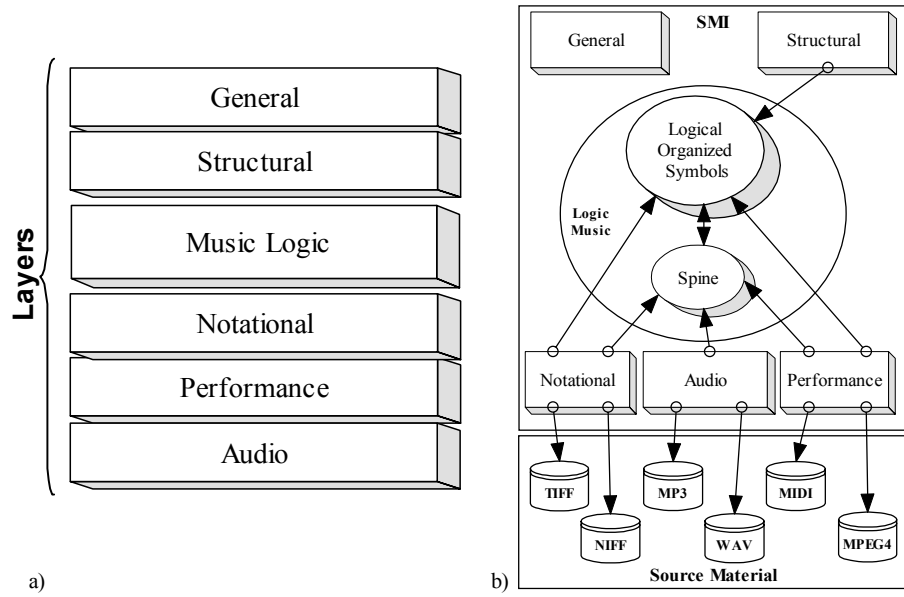 Layers
General
Structural
Music Logic
Notational
Performance
Audio
a)
SMI
General
Structural
Logical
Organized
Symbols
Logic
Music
Spine
Notational
Audio
Performance
TIFF
MP3
MIDI
NIFF
WAV
MPEG4
Source Material
b)